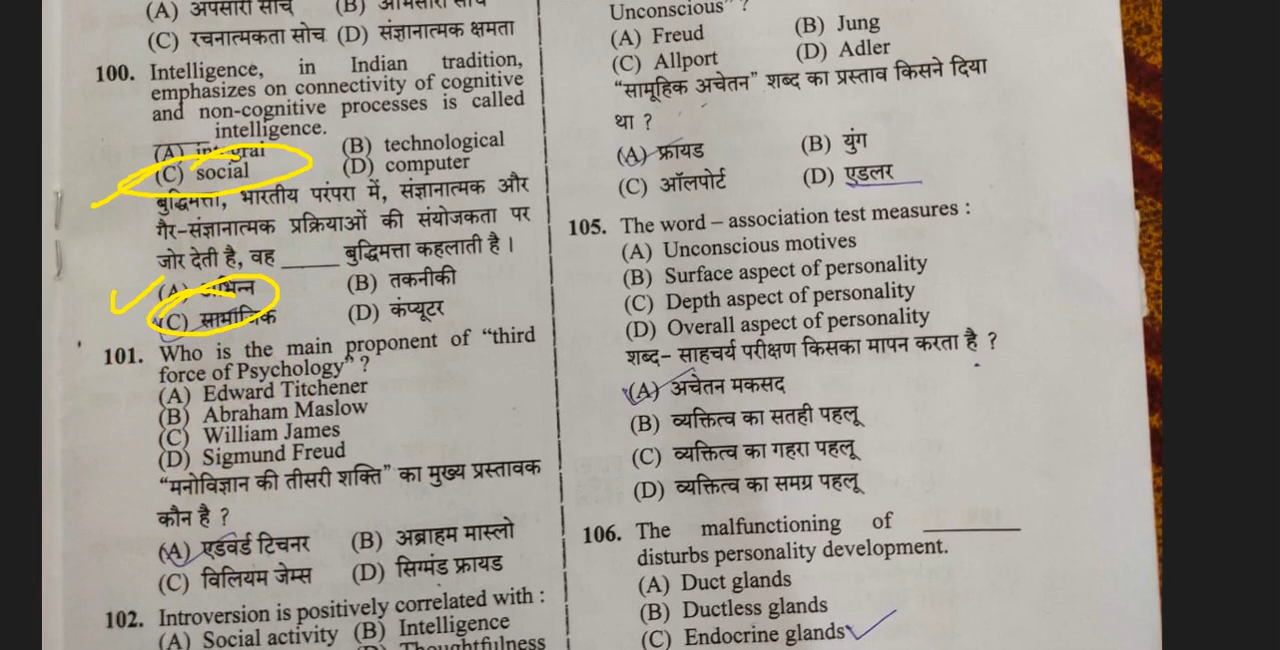 (A) अपसारी सोच (B) अभिसारी सोच
(C) रचनात्मकता सोच (D) संज्ञानात्मक क्षमता
100. Intelligence, in Indian tradition,
emphasizes on connectivity of cognitive
and non-cognitive processes is called
______ intelligence.
(A) integral (B) technological
(C) social (D) computer
बुद्धिमत्ता, भारतीय परंपरा में, संज्ञानात्मक और
गैर-संज्ञानात्मक प्रक्रियाओं की संयोजकता पर
जोर देती है, वह ______ बुद्धिमत्ता कहलाती है ।
(A) अभिन्न (B) तकनीकी
(C) सामाजिक (D) कंप्यूटर
101. Who is the main proponent of “third
force of Psychology” ?
(A) Edward Titchener
(B) Abraham Maslow
(C) William James
(D) Sigmund Freud
“मनोविज्ञान की तीसरी शक्ति” का मुख्य प्रस्तावक
कौन है ?
(A) एडवर्ड टिचनर (B) अब्राहम मास्लो
(C) विलियम जेम्स (D) सिग्मंड फ्रायड
102. Introversion is positively correlated with :
(A) Social activity (B) Intelligence
Thoughtfulness
Unconscious” ?
(A) Freud (B) Jung
(C) Allport (D) Adler
“सामूहिक अचेतन” शब्द का प्रस्ताव किसने दिया
था ?
(A) फ्रायड (B) युंग
(C) ऑलपोर्ट (D) एडलर
105. The word – association test measures :
(A) Unconscious motives
(B) Surface aspect of personality
(C) Depth aspect of personality
(D) Overall aspect of personality
शब्द– साहचर्य परीक्षण किसका मापन करता है ?
(A) अचेतन मकसद
(B) व्यक्तित्व का सतही पहलू
(C) व्यक्तित्व का गहरा पहलू
(D) व्यक्तित्व का समग्र पहलू
106. The malfunctioning of ______
disturbs personality development.
(A) Duct glands
(B) Ductless glands
(C) Endocrine glands